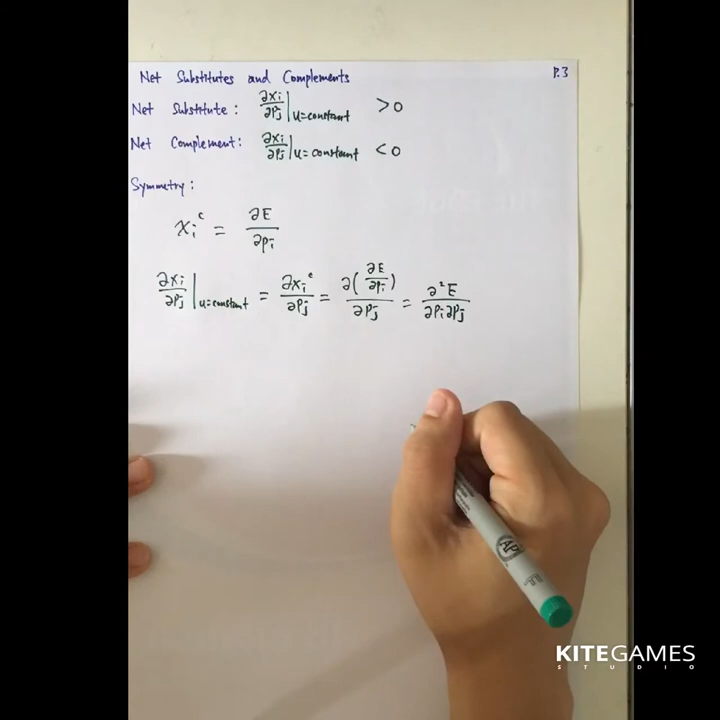 Net Substitutes and Complements
P.3
Net Substitute: ∂xi/∂Pj |u=constant >0
Net Complement: ∂xi/∂Pj |u=constant <0
Symmetry:
xi^c = ∂E/∂Pi
∂xi/∂Pj |u=constant = ∂xi^c/∂Pj = ∂(∂E/∂Pi)/∂Pj = ∂²E/∂Pi∂Pj
AP
KITEGAMES
STUDIO